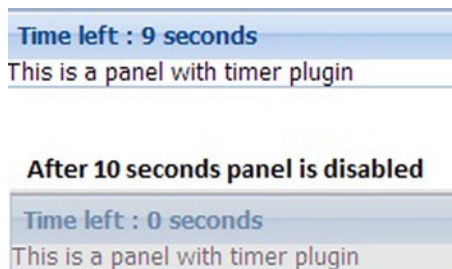 Time left : 9 seconds
This is a panel with timer plugin
After 10 seconds panel is disabled
Time left : 0 seconds
This is a panel with timer plugin